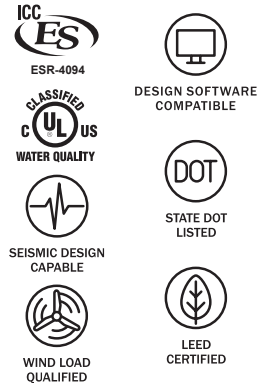 ICC
ES
ESR-4094
CLASSIFIED
C UL US
®
WATER QUALITY
SEISMIC DESIGN
CAPABLE
WIND LOAD
QUALIFIED
DESIGN SOFTWARE
COMPATIBLE
DOT
STATE DOT
LISTED
LEED
CERTIFIED